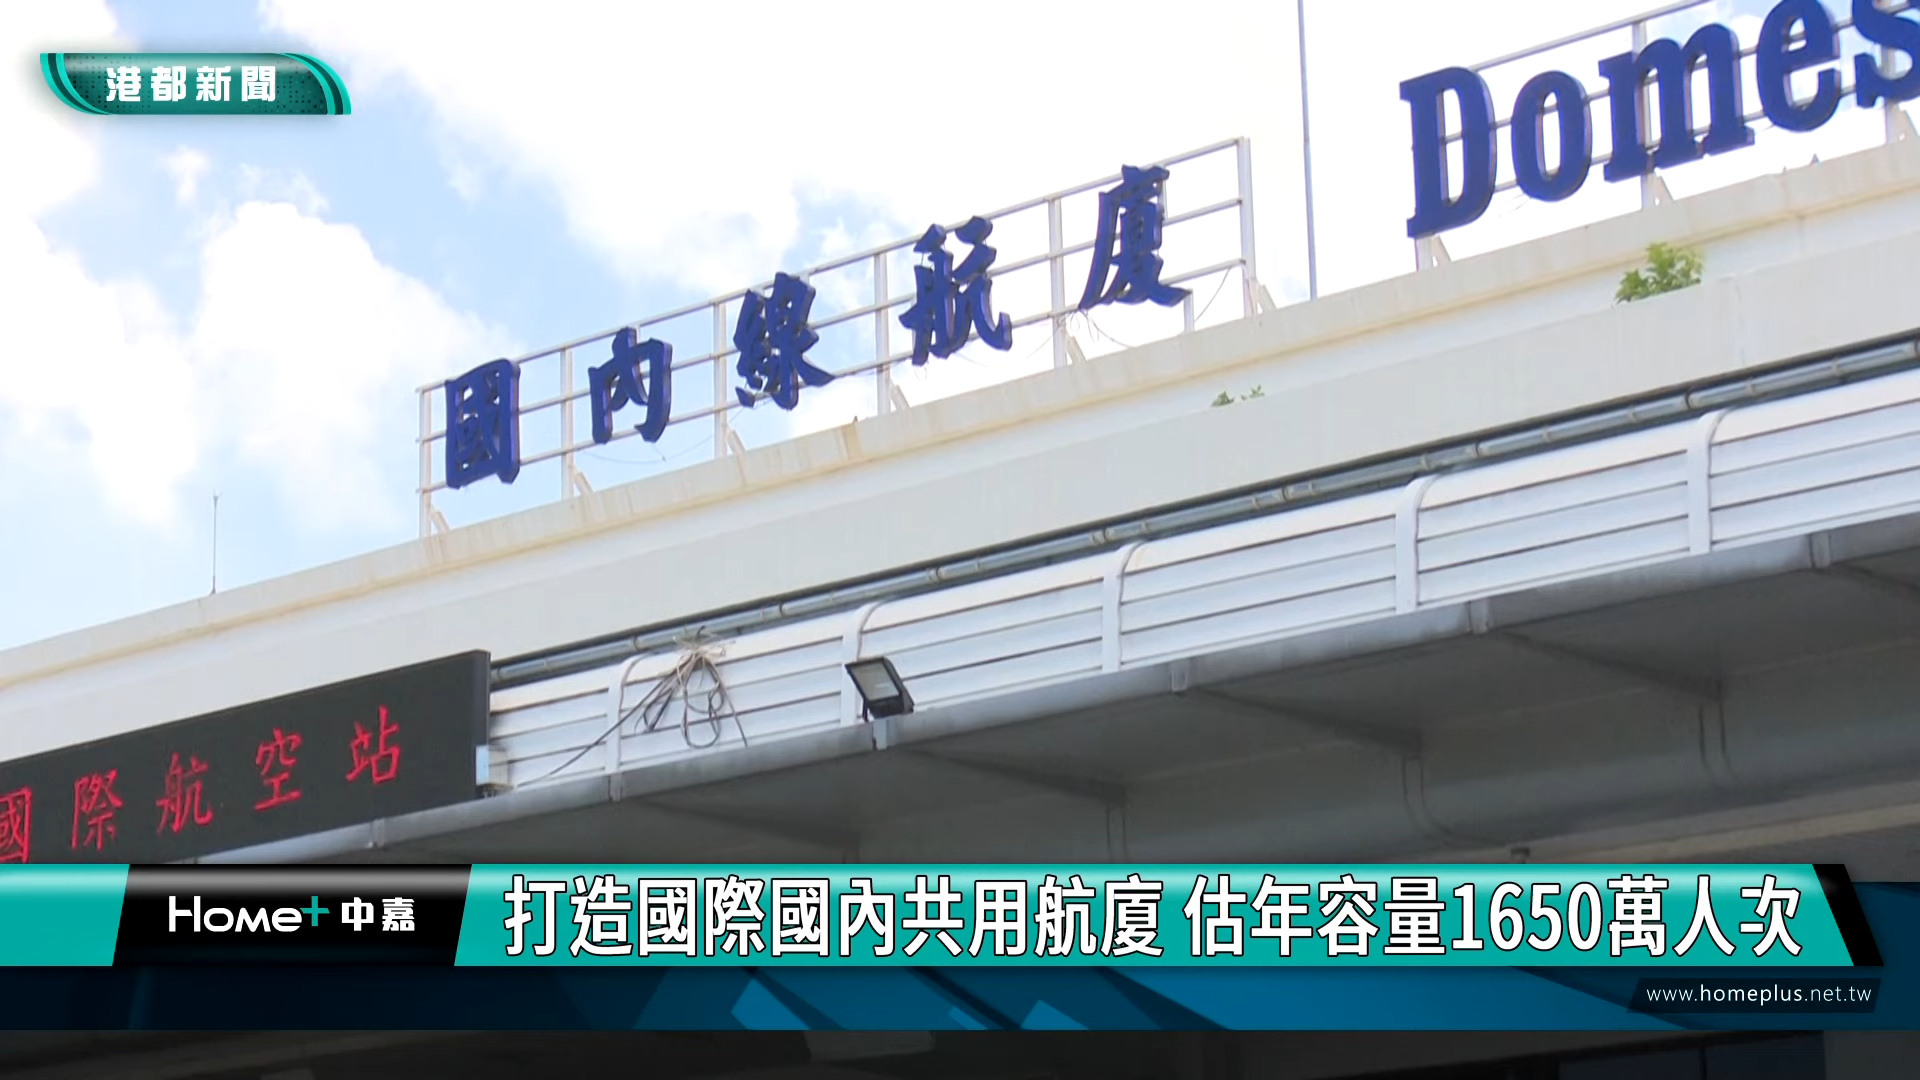 港都新聞
Domes
國內線航廈
國際航空站
Home+ 中嘉
打造國際國內共用航廈 估年容量1650萬人次
www.homeplus.net.tw